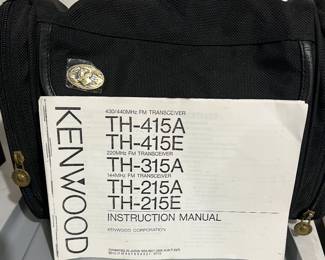 KENWOOD
430/440MHz FM TRANSCEIVER
TH-415A
TH-415E
220MHz FM TRANSCEIVER
TH-315A
144MHz FM TRANSCEIVER
TH-215A
TH-215E
INSTRUCTION MANUAL
KENWOOD CORPORATION